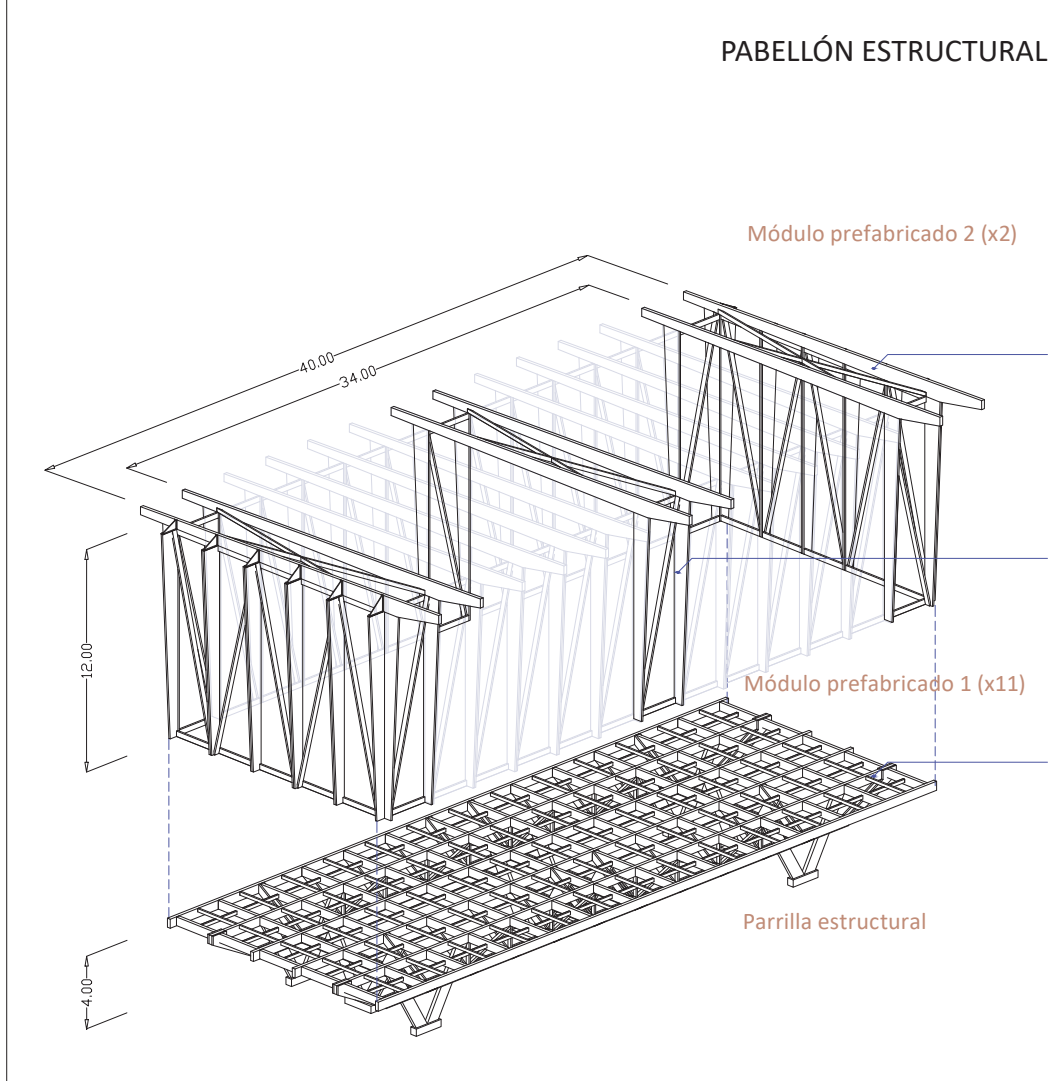 PABELLÓN ESTRUCTURAL
Módulo prefabricado 2 (x2)
40.00
34.00
12.00
Módulo prefabricado 1 (x11)
Parrilla estructural
4.00